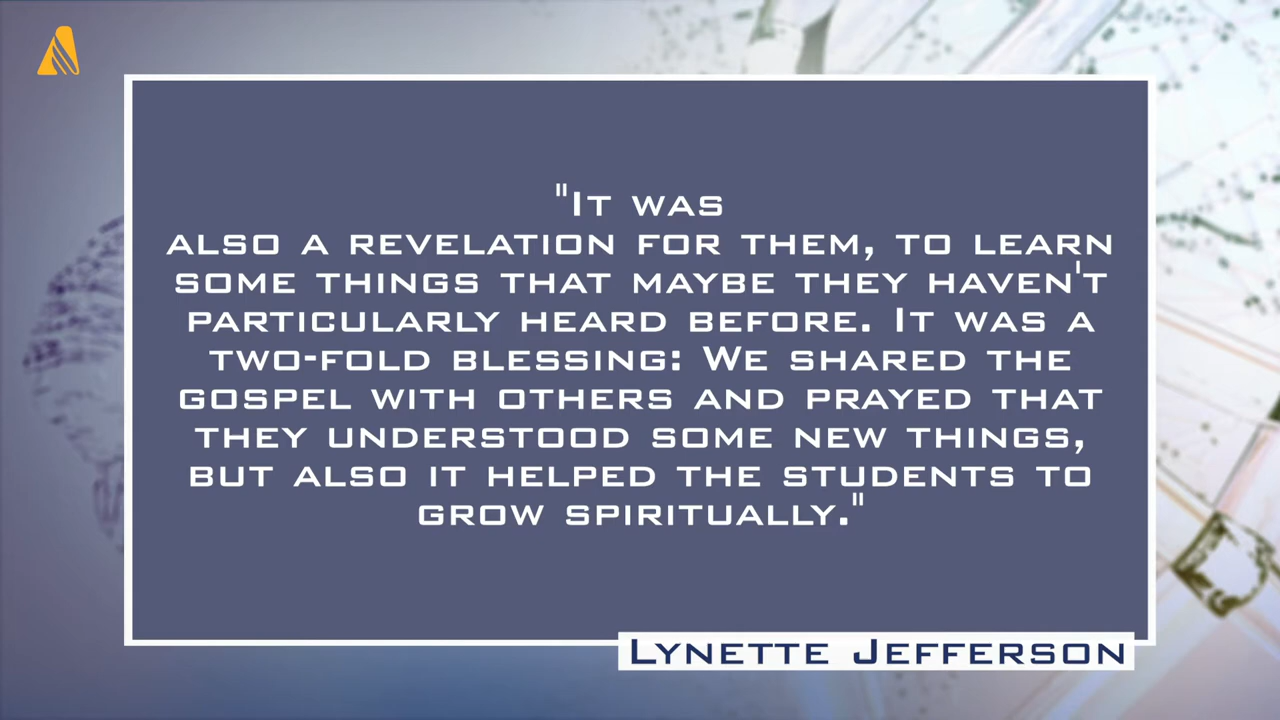 "It was
also a revelation for them, to learn
some things that maybe they haven't
particularly heard before. It was a
two-fold blessing: We shared the
gospel with others and prayed that
they understood some new things,
but also it helped the students to
grow spiritually."
Lynette Jefferson